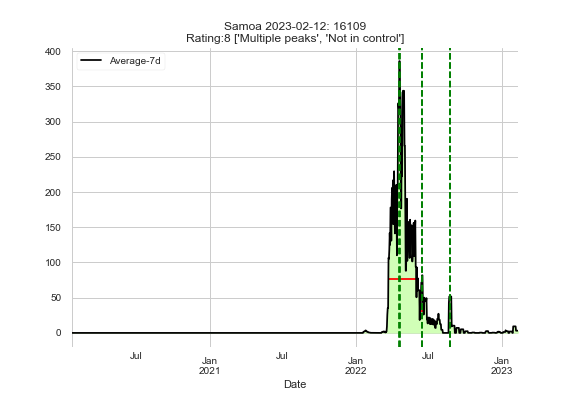 Samoa 2023-02-12: 16109
Rating:8 ['Multiple peaks', 'Not in control']
400
Average-7d
350
300
250
200
150
100
50
0
Jul
Jan
2021
Jul
Jan
2022
Jul
Jan
2023
Date